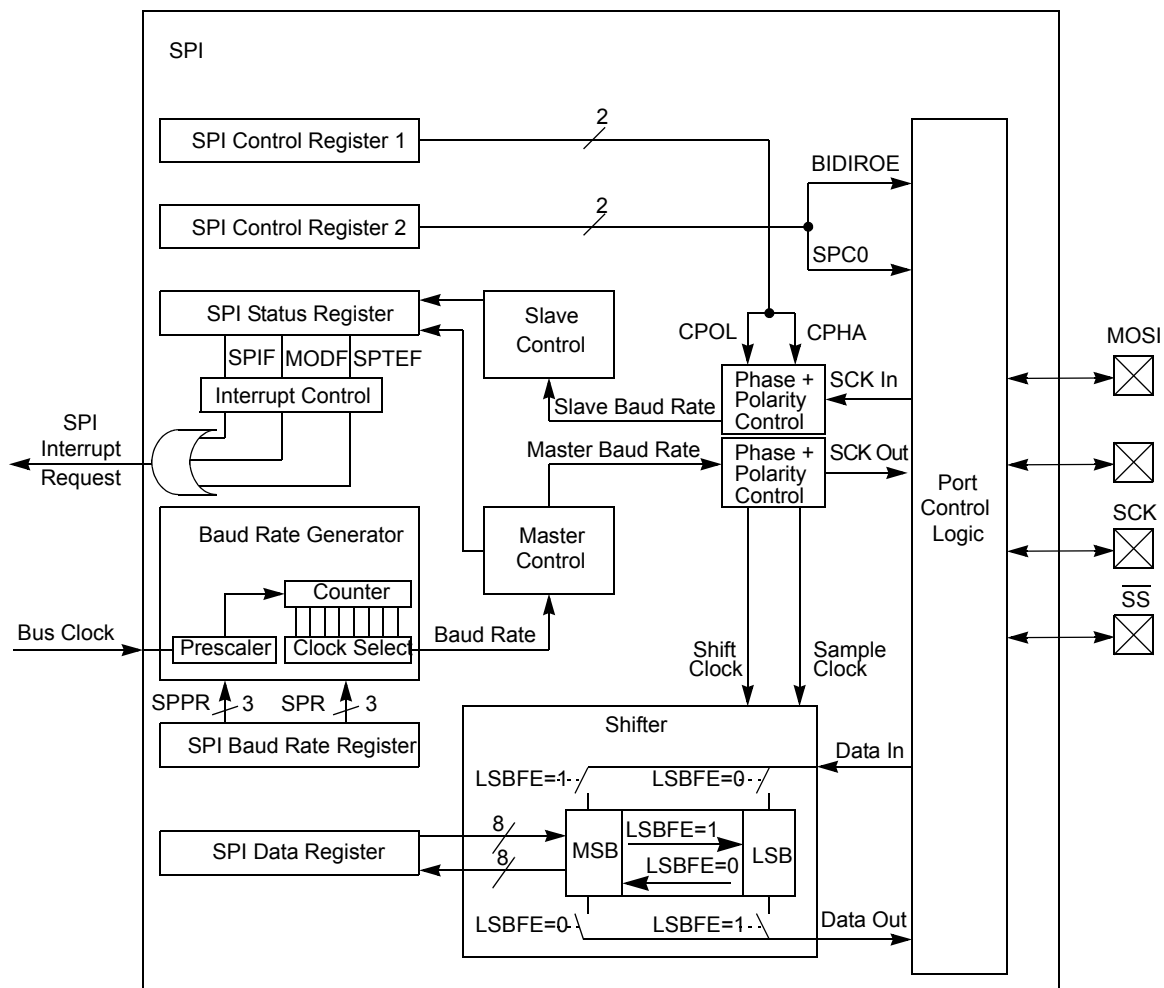 SPI
SPI Control Register 1
2
SPI Control Register 2
2
BIDIROE
SPC0
SPI Status Register
SPIF
MODF
SPTEF
Interrupt Control
SPI
Interrupt
Request
Slave
Control
CPOL
CPHA
Phase +
Polarity
Control
SCK In
Slave Baud Rate
Master Baud Rate
Phase +
Polarity
Control
SCK Out
Port
Control
Logic
MOSI
SCK
SS
Baud Rate Generator
Counter
Prescaler
Clock Select
Bus Clock
Baud Rate
Master
Control
SPPR
3
SPR
3
SPI Baud Rate Register
Shift
Clock
Sample
Clock
Shifter
Data In
LSBFE=1
LSBFE=0
SPI Data Register
8
8
MSB
LSBFE=1
LSBFE=0
LSB
LSBFE=0
LSBFE=1
Data Out